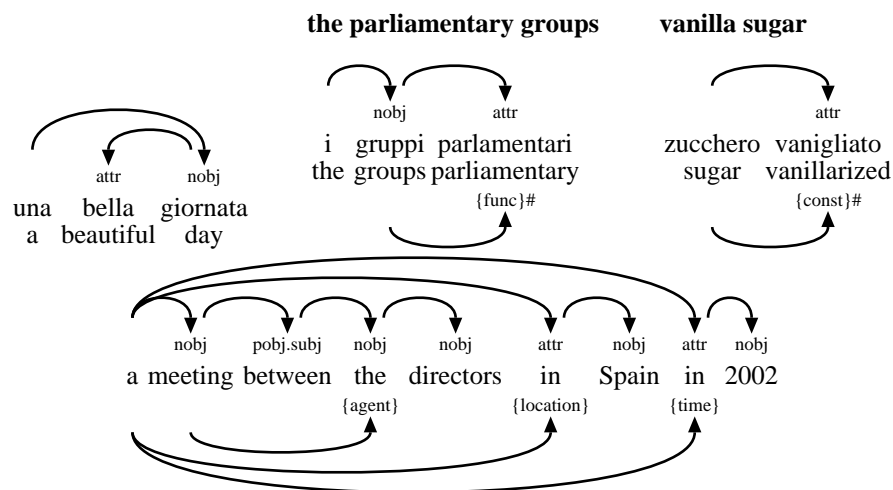 the parliamentary groups vanilla sugar
nobj attr attr
i gruppi parlamentari zucchero vanigliato
the groups parliamentary sugar vanillarized
{func}# {const}#
attr nobj
una bella giornata
a beautiful day
nobj pobj.subj nobj nobj attr nobj attr nobj
a meeting between the directors in Spain in 2002
{agent} {location} {time}